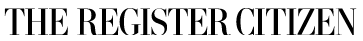 THE REGISTER CITIZEN